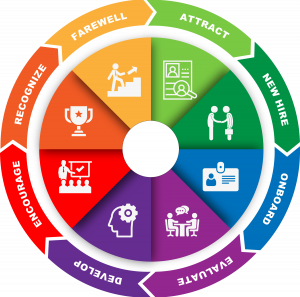 ATTRACT
NEW HIRE
ONBOARD
EVALUATE
DEVELOP
ENCOURAGE
RECOGNIZE
FAREWELL